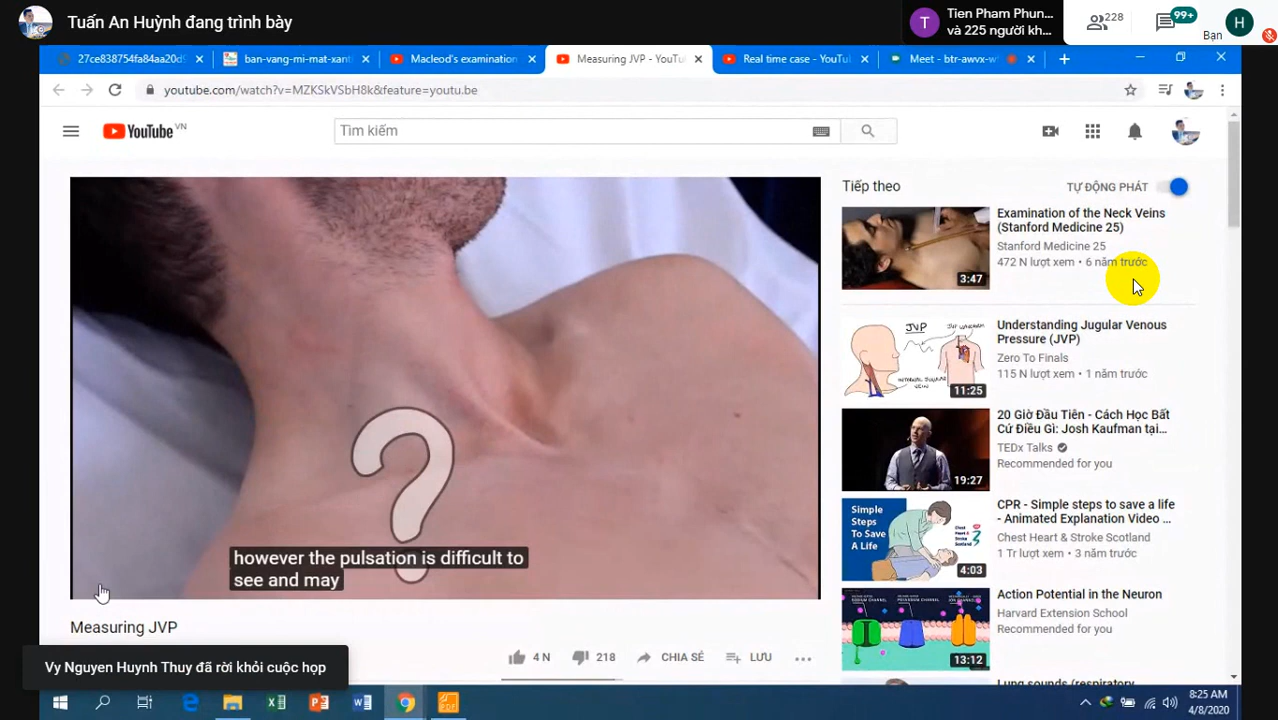 Tuấn An Huỳnh đang trình bày
T
Tien Pham Phun...
và 225 người kh...
228
99+
H
Bạn
27ce838754fa84aa20d9
ban-vang-mi-mat-xant
Macleod's examination
Measuring JVP - YouTu
Real time case - YouTu
Meet - btr-awvx-w
youtube.com/watch?v=MZKSkVSbH8k&feature=youtu.be
YouTube VN
Tìm kiếm
however the pulsation is difficult to
see and may
Measuring JVP
4 N
218
CHIA SẺ
LƯU
Tiếp theo
TỰ ĐỘNG PHÁT
Examination of the Neck Veins
(Stanford Medicine 25)
Stanford Medicine 25
472 N lượt xem • 6 năm trước
3:47
JVP
Understanding Jugular Venous
Pressure (JVP)
Zero To Finals
115 N lượt xem • 1 năm trước
11:25
20 Giờ Đầu Tiên - Cách Học Bất
Cứ Điều Gì: Josh Kaufman tại...
TEDx Talks
Recommended for you
19:27
Simple
Steps
To Save
A Life
CPR - Simple steps to save a life
- Animated Explanation Video ...
Chest Heart & Stroke Scotland
1 Tr lượt xem • 3 năm trước
4:03
Action Potential in the Neuron
Harvard Extension School
Recommended for you
13:12
Lung sounds (respiratory
Vy Nguyen Huynh Thuy đã rời khỏi cuộc họp
8:25 AM
4/8/2020